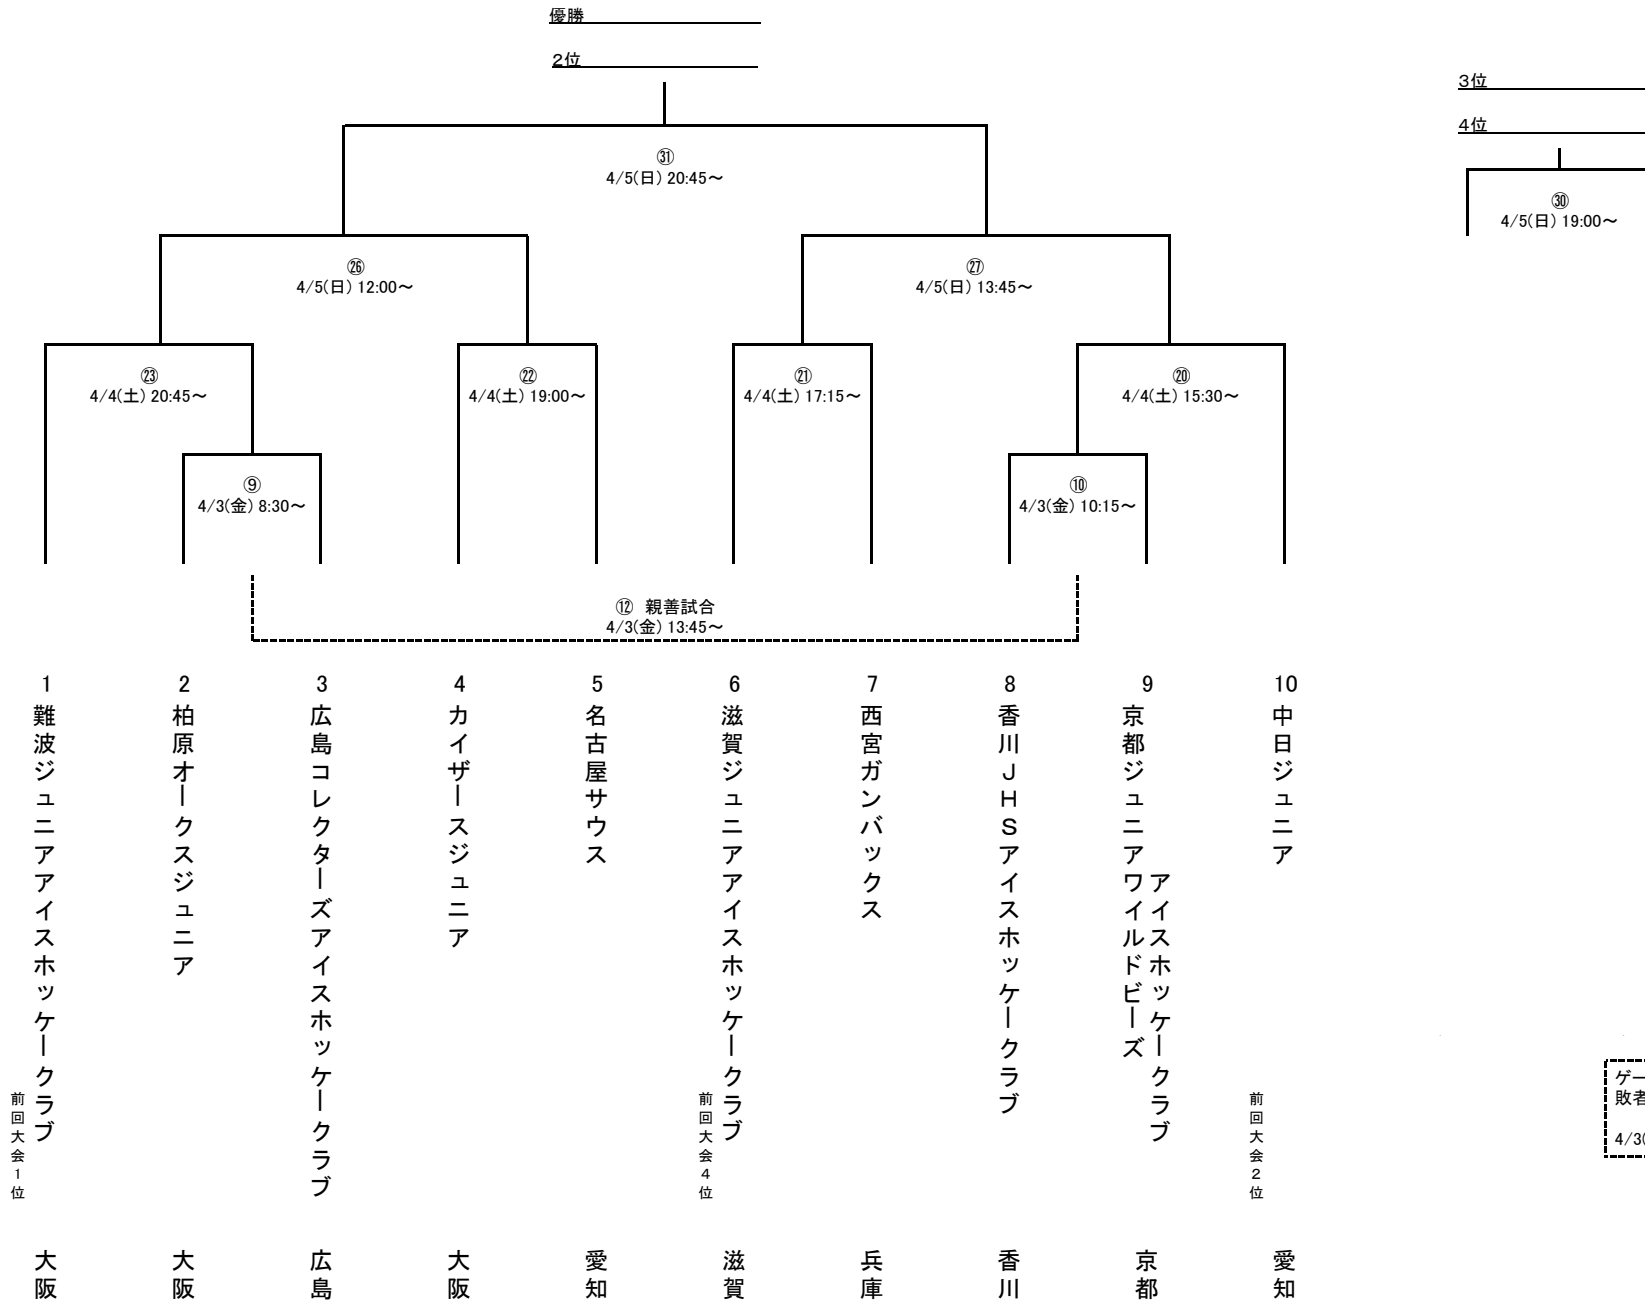 優勝
2位
3位
4位
㉛
4/5(日) 20:45～
㉚
4/5(日) 19:00～
㉖
4/5(日) 12:00～
㉗
4/5(日) 13:45～
㉓
4/4(土) 20:45～
㉒
4/4(土) 19:00～
㉑
4/4(土) 17:15～
⑳
4/4(土) 15:30～
⑨
4/3(金) 8:30～
⑩
4/3(金) 10:15～
⑫ 親善試合
4/3(金) 13:45～
1
難波ジュニアアイスホッケークラブ
前回大会1位
大阪
2
柏原オークスジュニア
大阪
3
広島コレクターズアイスホッケークラブ
広島
4
カイザースジュニア
大阪
5
名古屋サウス
愛知
6
滋賀ジュニアアイスホッケークラブ
前回大会4位
滋賀
7
西宮ガンバックス
兵庫
8
香川JHSアイスホッケークラブ
香川
9
京都ジュニアワイルドビーズ
アイスホッケークラブ
京都
10
中日ジュニア
前回大会2位
愛知
ゲー
敗者
4/3(